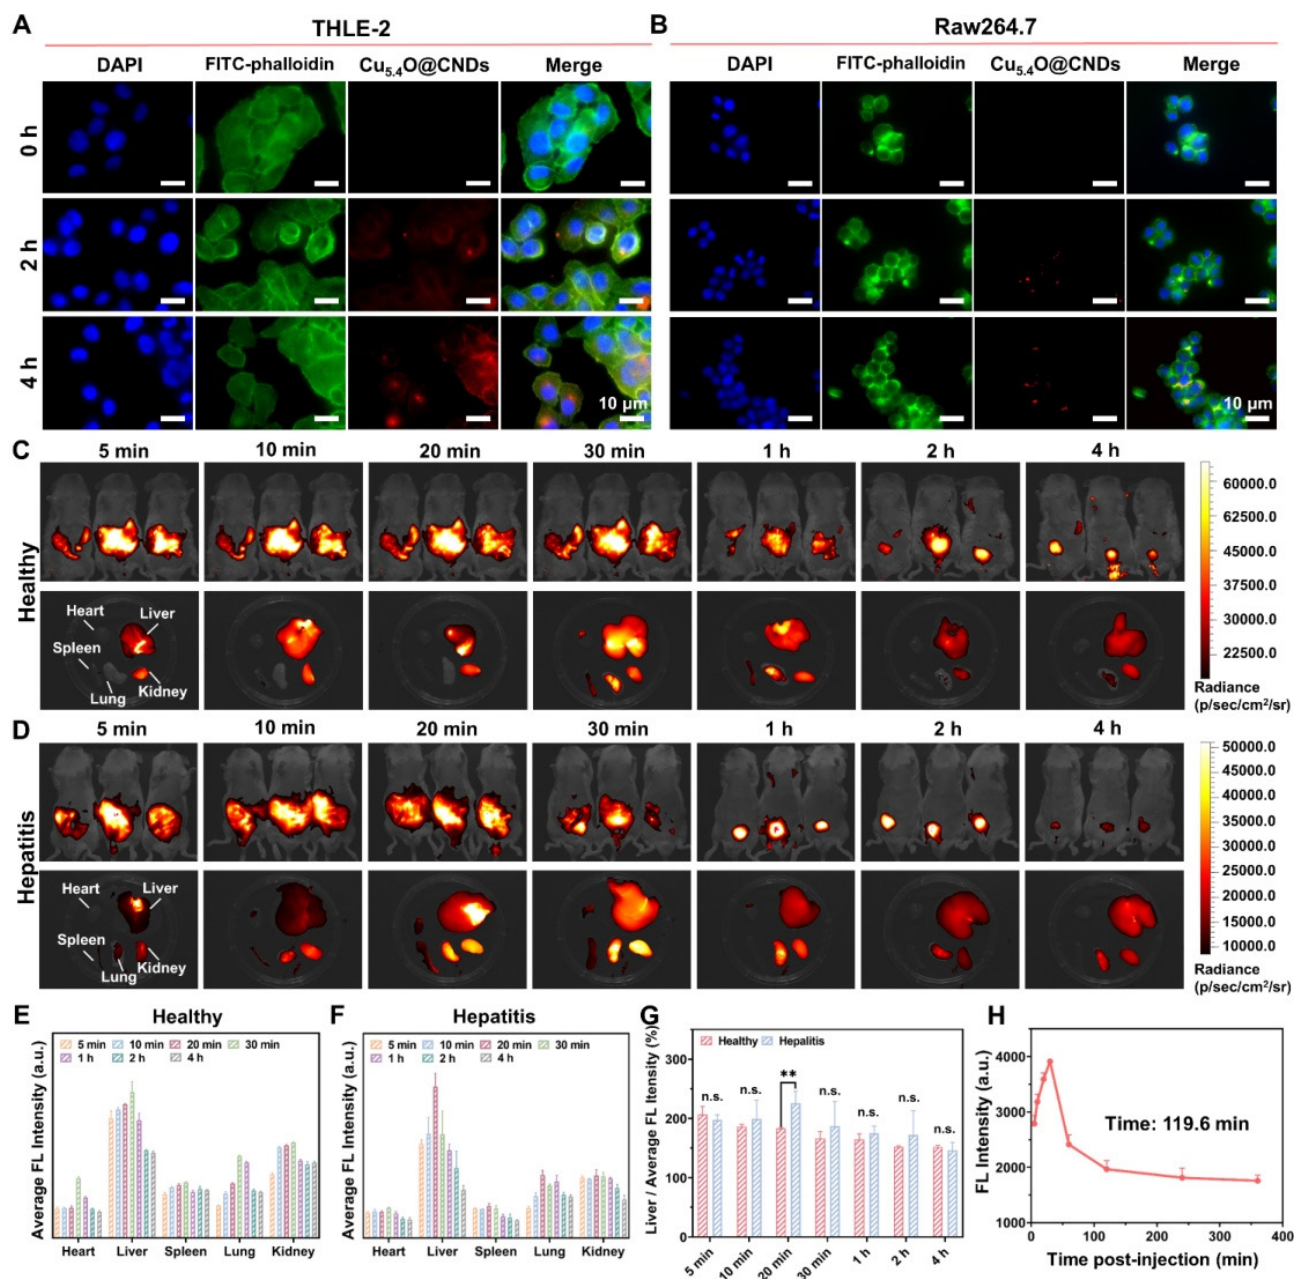 A THLE-2
DAPI FITC-phalloidin Cu5.4O@CNDs Merge
0 h
2 h
4 h
10 μm
B Raw264.7
DAPI FITC-phalloidin Cu5.4O@CNDs Merge
10 μm
C 5 min 10 min 20 min 30 min 1 h 2 h 4 h
Healthy
Heart
Liver
Spleen
Lung
Kidney
60000.0
62500.0
45000.0
37500.0
30000.0
22500.0
Radiance
(p/sec/cm²/sr)
D 5 min 10 min 20 min 30 min 1 h 2 h 4 h
Hepatitis
Heart
Liver
Spleen
Lung
Kidney
50000.0
45000.0
40000.0
35000.0
30000.0
25000.0
20000.0
15000.0
10000.0
Radiance
(p/sec/cm²/sr)
E Healthy
5 min 10 min 20 min 30 min
1 h 2 h 4 h
Average FL Intensity (a.u.)
Heart Liver Spleen Lung Kidney
F Hepatitis
5 min 10 min 20 min 30 min
1 h 2 h 4 h
Average FL Intensity (a.u.)
Heart Liver Spleen Lung Kidney
G
Healthy Hepalitis
Liver / Average FL Itensity (%)
300
200
100
0
n.s. n.s. ** n.s. n.s. n.s. n.s.
5 min 10 min 20 min 30 min 1 h 2 h 4 h
H
FL Intensity (a.u.)
4000
3000
2000
1000
Time: 119.6 min
0 100 200 300 400
Time post-injection (min)